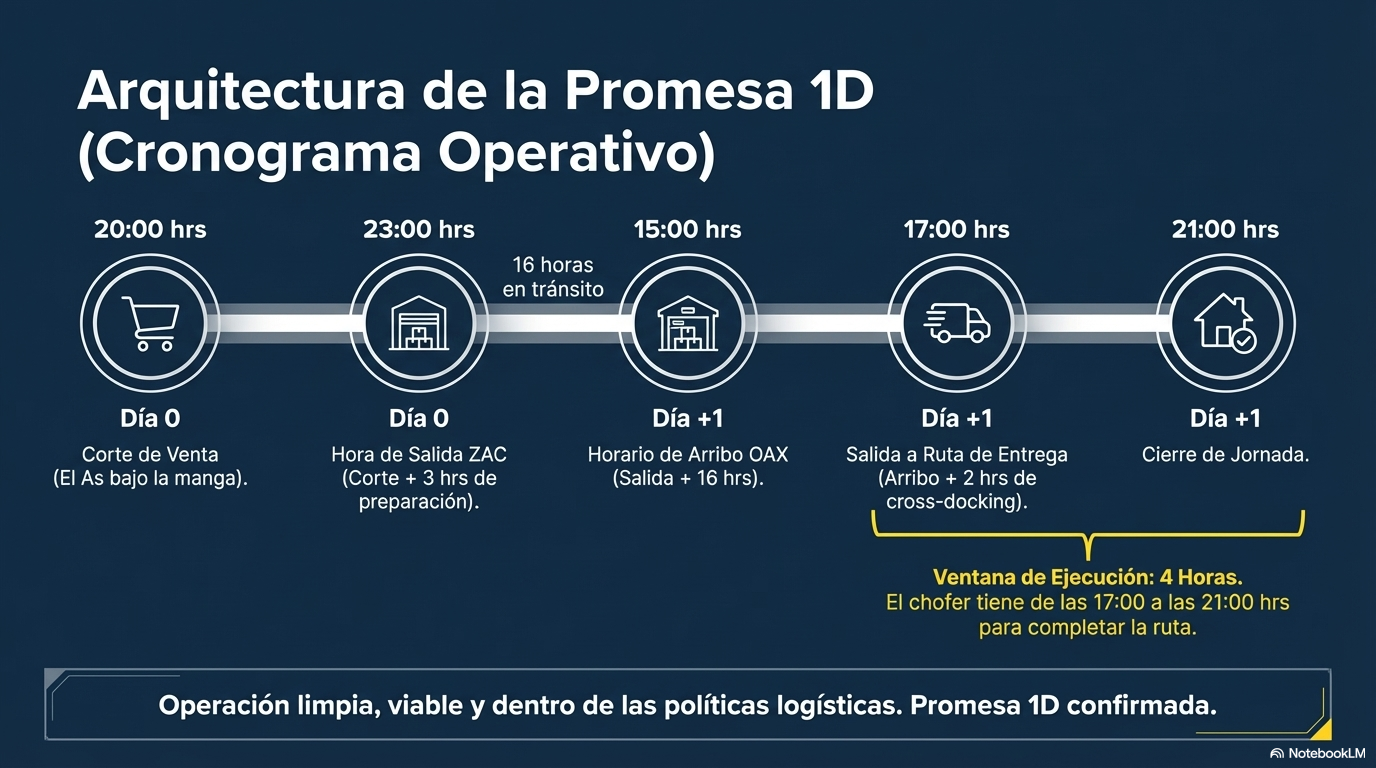 Arquitectura de la Promesa 1D
(Cronograma Operativo)
20:00 hrs
23:00 hrs
16 horas
en tránsito
15:00 hrs
17:00 hrs
21:00 hrs
Día 0
Corte de Venta
(El As bajo la manga).
Día 0
Hora de Salida ZAC
(Corte + 3 hrs de
preparación).
Día +1
Horario de Arribo OAX
(Salida + 16 hrs).
Día +1
Salida a Ruta de Entrega
(Arribo + 2 hrs de
cross-docking).
Día +1
Cierre de Jornada.
Ventana de Ejecución: 4 Horas.
El chofer tiene de las 17:00 a las 21:00 hrs
para completar la ruta.
Operación limpia, viable y dentro de las políticas logísticas. Promesa 1D confirmada.
NotebookLM